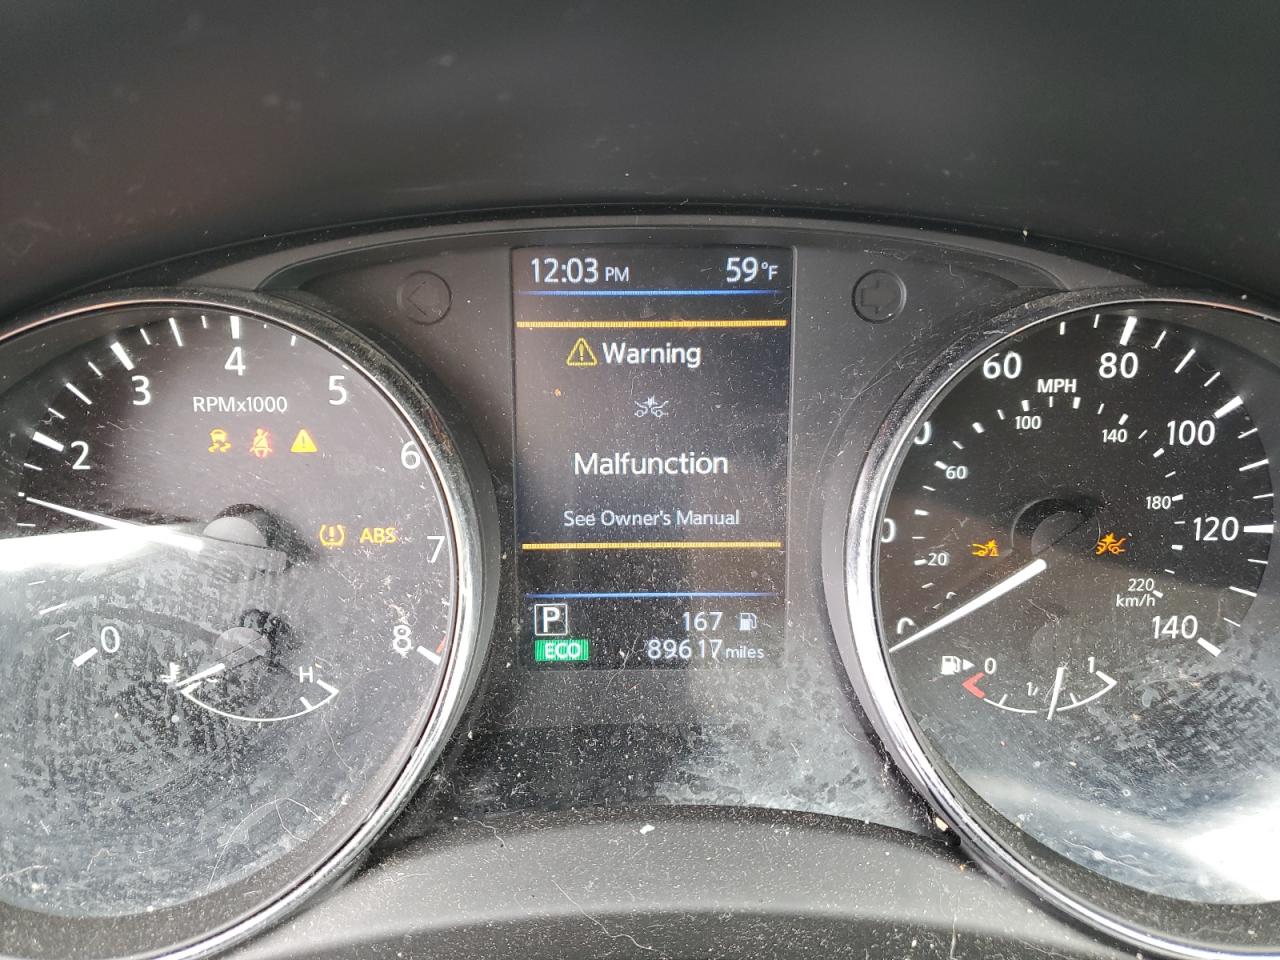 12:03 PM 59°F
Warning
Malfunction
See Owner's Manual
P 167
ECO 89617 miles
0
2
3
4
5
6
7
8
RPMx1000
ABS
H
0
20
60
60
80
100
120
140
MPH
60
100
140
180
220
km/h
0
1